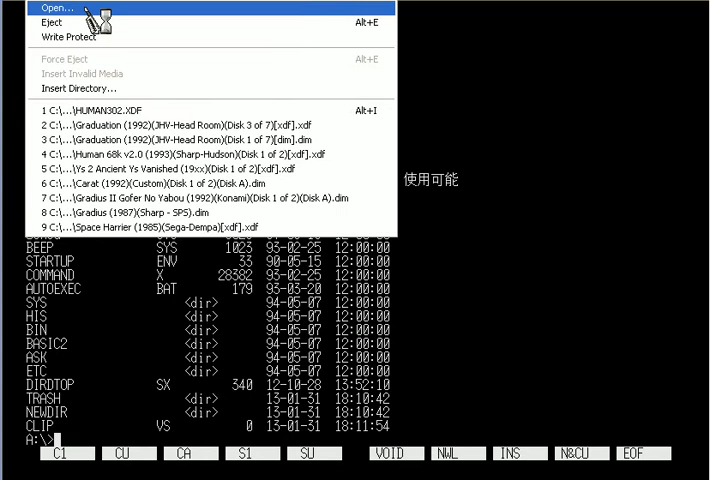 Open...
Eject Alt+E
Write Protect
Force Eject Alt+E
Insert Invalid Media
Insert Directory...
1 C:\...\HUMAN302.XDF Alt+I
2 C:\...\Graduation (1992)(JHV-Head Room)(Disk 3 of 7)[xdf].xdf
3 C:\...\Graduation (1992)(JHV-Head Room)(Disk 1 of 7)[dim].dim
4 C:\...\Human 68k v2.0 (1993)(Sharp-Hudson)(Disk 1 of 2)[xdf].xdf
5 C:\...\Ys 2 Ancient Ys Vanished (19xx)(Disk 1 of 2)[xdf].xdf
6 C:\...\Carat (1992)(Custom)(Disk 1 of 2)(Disk A).dim
7 C:\...\Gradius II Gofer No Yabou (1992)(Konami)(Disk 1 of 2)(Disk A).dim
8 C:\...\Gradius (1987)(Sharp - SPS).dim
9 C:\...\Space Harrier (1985)(Sega-Dempa)[xdf].xdf
使用可能
BEEP SYS 1023 93-02-25 12:00:00
STARTUP ENV 33 90-05-15 12:00:00
COMMAND X 28382 93-02-25 12:00:00
AUTOEXEC BAT 179 93-03-20 12:00:00
SYS <dir> 94-05-07 12:00:00
HIS <dir> 94-05-07 12:00:00
BIN <dir> 94-05-07 12:00:00
BASIC2 <dir> 94-05-07 12:00:00
ASK <dir> 94-05-07 12:00:00
ETC <dir> 94-05-07 12:00:00
DIRDTOP SX 340 12-10-28 13:52:10
TRASH <dir> 13-01-31 18:10:42
NEWDIR <dir> 13-01-31 18:10:42
CLIP VS 0 13-01-31 18:11:54
A:\>
C1 CU CA S1 SU VOID NWL INS N&CU EOF